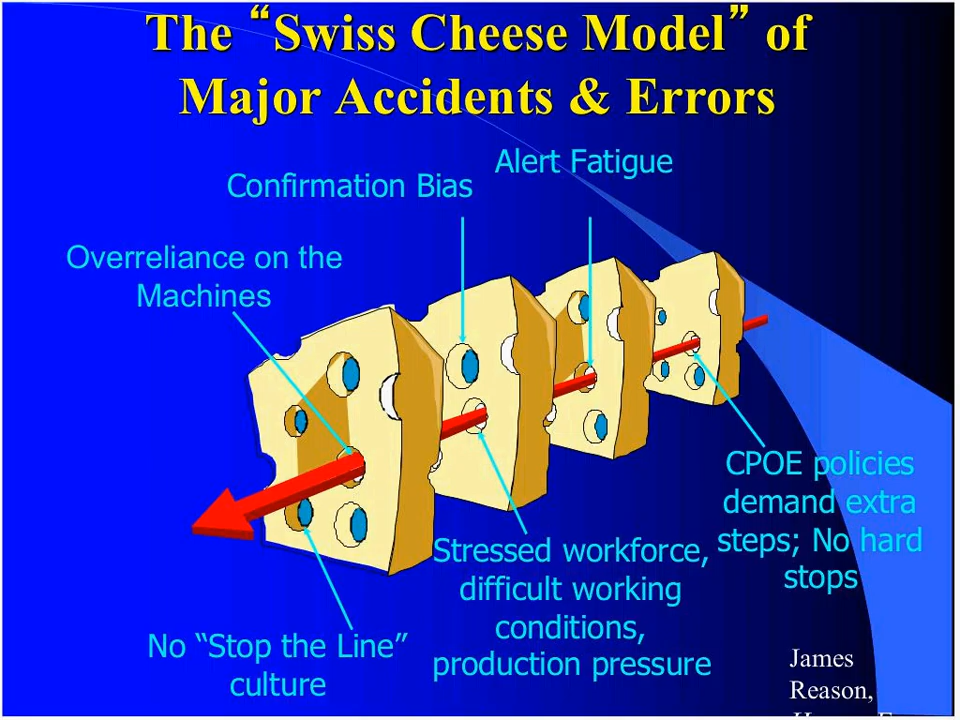 The “Swiss Cheese Model” of
Major Accidents & Errors
Alert Fatigue
Confirmation Bias
Overreliance on the
Machines
CPOE policies
demand extra
steps; No hard
stops
Stressed workforce,
difficult working
conditions,
production pressure
No “Stop the Line”
culture
James
Reason,